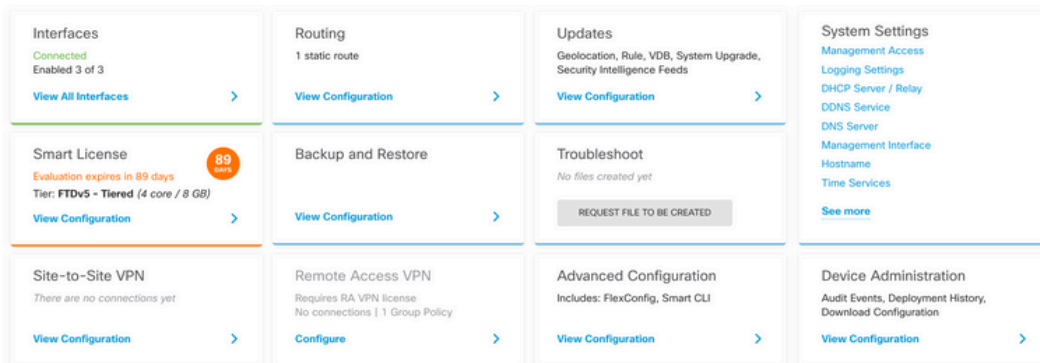 Interfaces
Connected
Enabled 3 of 3
View All Interfaces
Routing
1 static route
View Configuration
Updates
Geolocation, Rule, VDB, System Upgrade,
Security Intelligence Feeds
View Configuration
System Settings
Management Access
Logging Settings
DHCP Server / Relay
DDNS Service
DNS Server
Management Interface
Hostname
Time Services
See more
Smart License
89
DAYS
Evaluation expires in 89 days
Tier: FTDv5 - Tiered (4 core / 8 GB)
View Configuration
Backup and Restore
View Configuration
Troubleshoot
No files created yet
REQUEST FILE TO BE CREATED
Site-to-Site VPN
There are no connections yet
View Configuration
Remote Access VPN
Requires RA VPN license
No connections | 1 Group Policy
Configure
Advanced Configuration
Includes: FlexConfig, Smart CLI
View Configuration
Device Administration
Audit Events, Deployment History,
Download Configuration
View Configuration